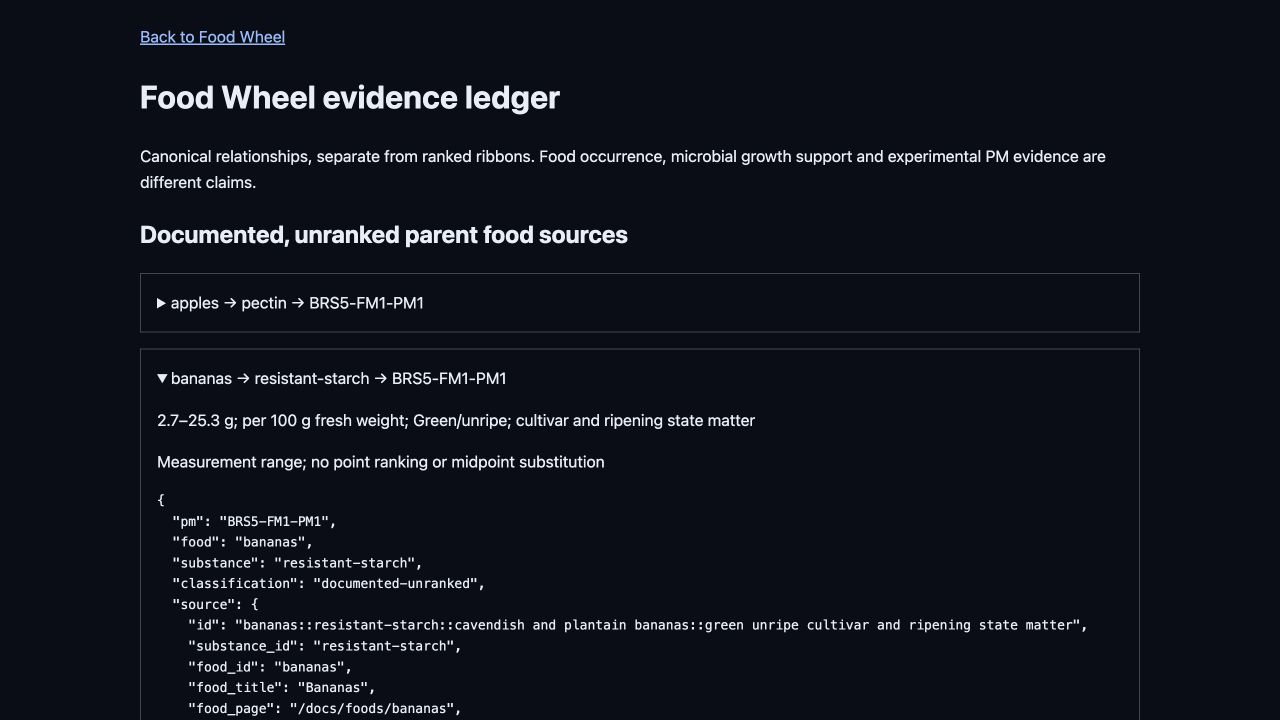 Back to Food Wheel
Food Wheel evidence ledger
Canonical relationships, separate from ranked ribbons. Food occurrence, microbial growth support and experimental PM evidence are
different claims.
Documented, unranked parent food sources
▶ apples → pectin → BRS5-FM1-PM1
▼ bananas → resistant-starch → BRS5-FM1-PM1
2.7–25.3 g; per 100 g fresh weight; Green/unripe; cultivar and ripening state matter
Measurement range; no point ranking or midpoint substitution
{
  "pm": "BRS5-FM1-PM1",
  "food": "bananas",
  "substance": "resistant-starch",
  "classification": "documented-unranked",
  "source": {
    "id": "bananas::resistant-starch::cavendish and plantain bananas::green unripe cultivar and ripening state matter",
    "substance_id": "resistant-starch",
    "food_id": "bananas",
    "food_title": "Bananas",
    "food_page": "/docs/foods/bananas",